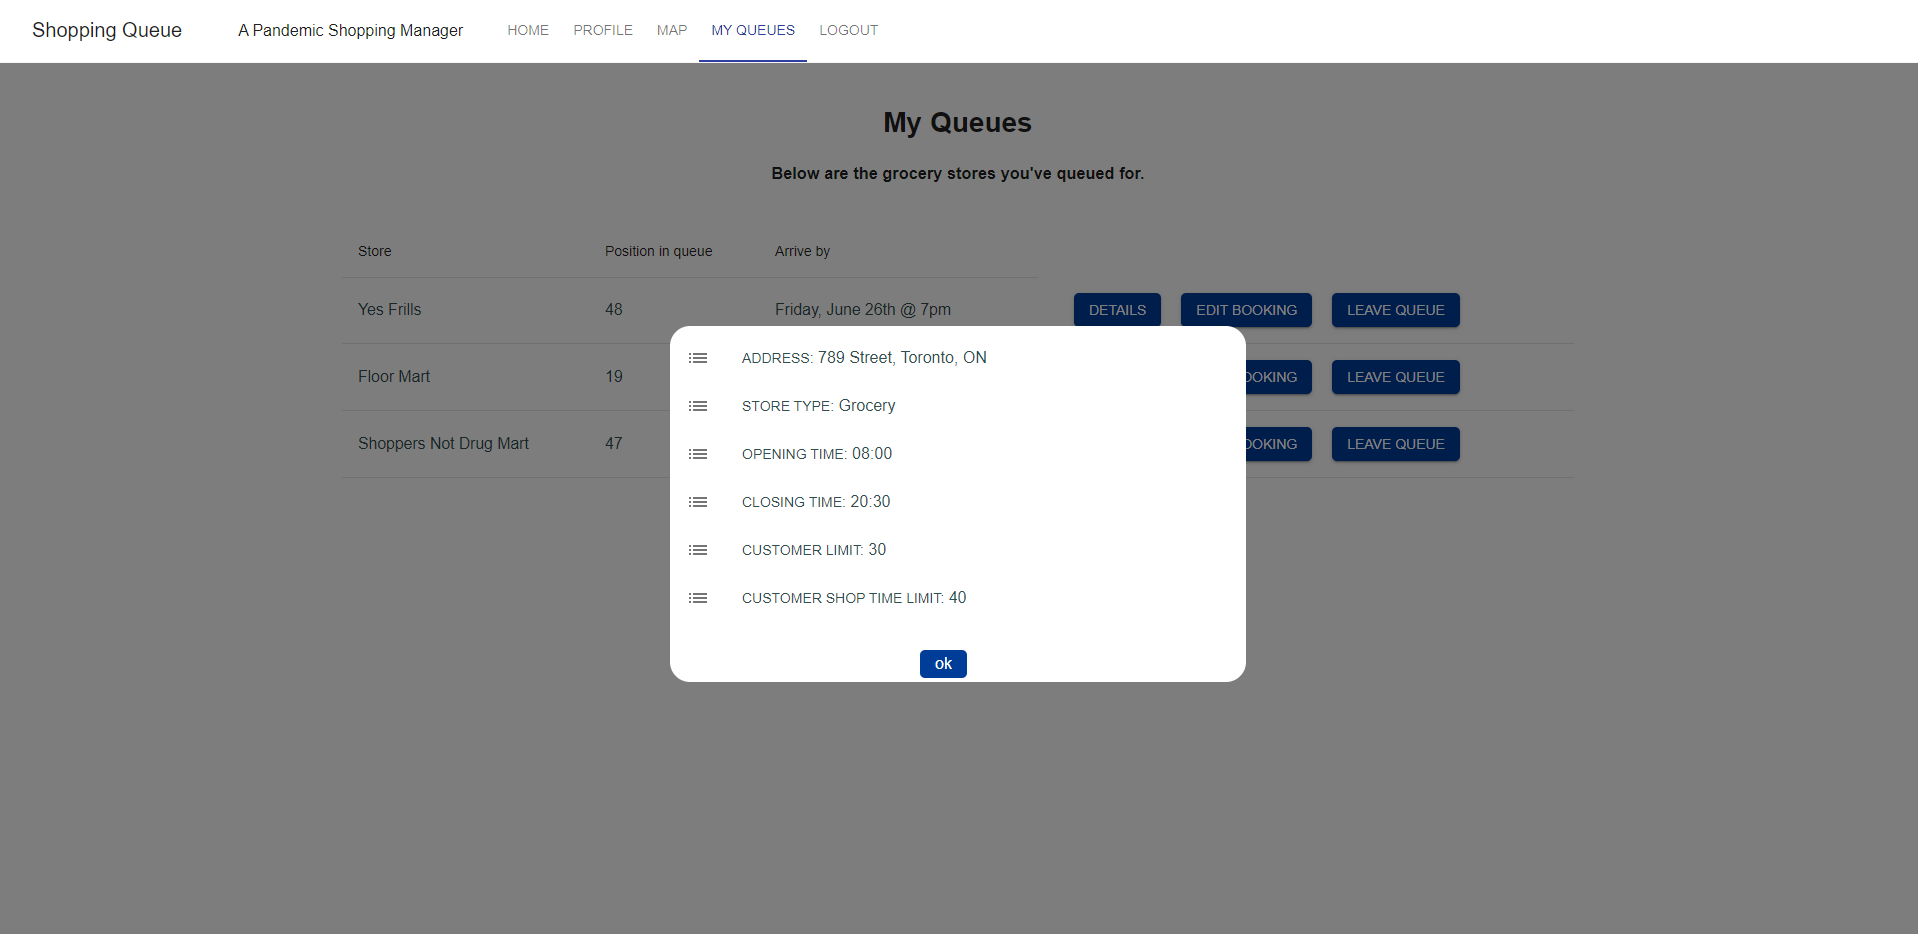 Shopping Queue A Pandemic Shopping Manager HOME PROFILE MAP MY QUEUES LOGOUT
My Queues
Below are the grocery stores you've queued for.
Store Position in queue Arrive by
Yes Frills 48 Friday, June 26th @ 7pm DETAILS EDIT BOOKING LEAVE QUEUE
Floor Mart 19 OOKING LEAVE QUEUE
Shoppers Not Drug Mart 47 OOKING LEAVE QUEUE
ADDRESS: 789 Street, Toronto, ON
STORE TYPE: Grocery
OPENING TIME: 08:00
CLOSING TIME: 20:30
CUSTOMER LIMIT: 30
CUSTOMER SHOP TIME LIMIT: 40
ok